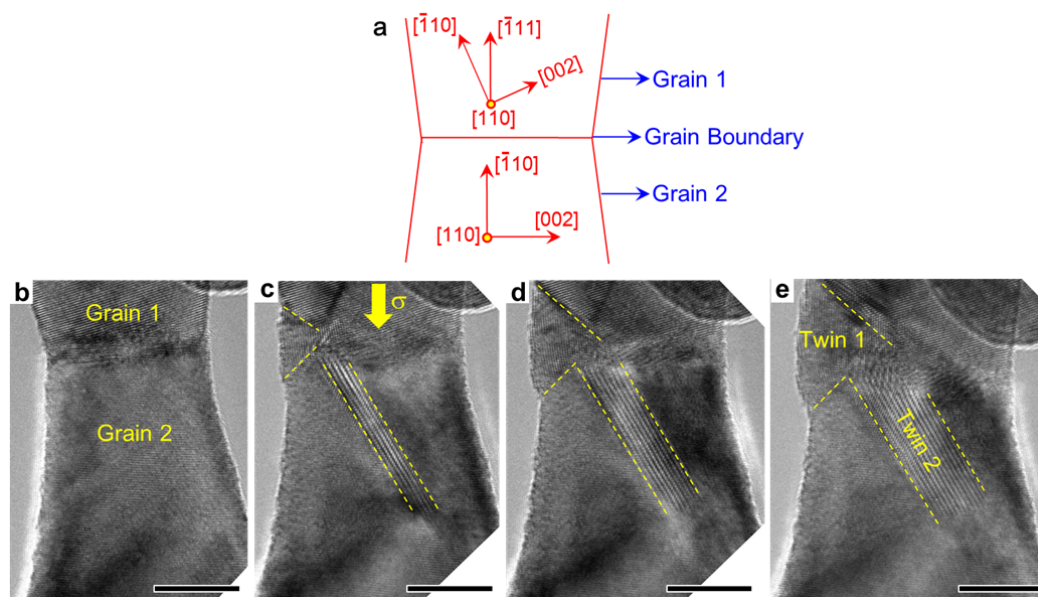 a
[1̄10]
[1̄11]
[002]
[110]
Grain 1
Grain Boundary
[1̄10]
[002]
[110]
Grain 2
b
Grain 1
Grain 2
c
σ
d
e
Twin 1
Twin 2